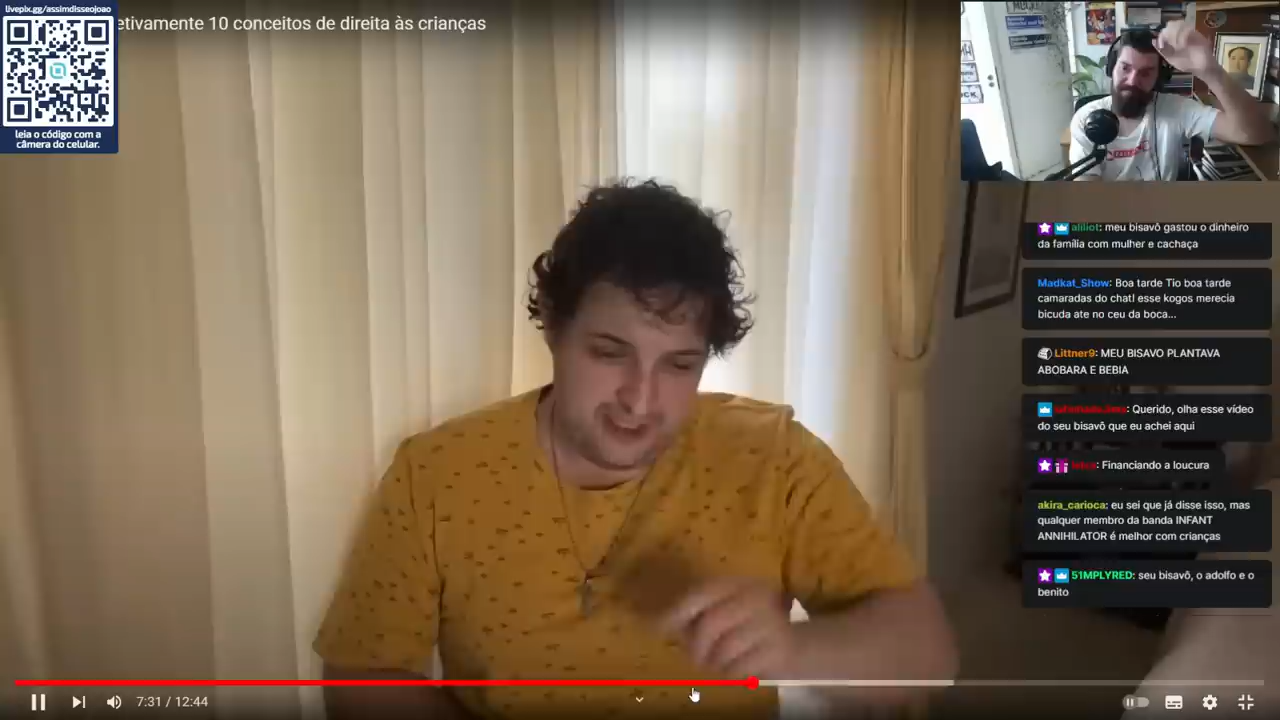 livepix.gg/assimdisseojoao
etivamente 10 conceitos de direita às crianças
leia o código com a
câmera do celular.
aliliot: meu bisavô gastou o dinheiro
da família com mulher e cachaça
Madkat_Show: Boa tarde Tio boa tarde
camaradas do chat! esse kogos merecia
bicuda ate no ceu da boca...
Littner9: MEU BISAVO PLANTAVA
ABOBARA E BEBIA
: Querido, olha esse vídeo
do seu bisavô que eu achei aqui
: Financiando a loucura
akira_carioca: eu sei que já disse isso, mas
qualquer membro da banda INFANT
ANNIHILATOR é melhor com crianças
51MPLYRED: seu bisavô, o adolfo e o
benito
7:31 / 12:44